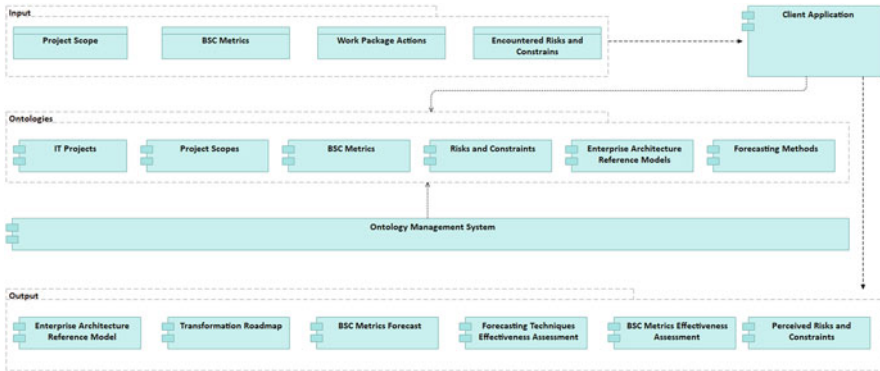 Input
Client Application
Project Scope
BSC Metrics
Work Package Actions
Encountered Risks and
Constrains
Ontologies
IT Projects
Project Scopes
BSC Metrics
Risks and Constraints
Enterprise Architecture
Reference Models
Forecasting Methods
Ontology Management System
Output
Enterprise Architecture
Reference Model
Transformation Roadmap
BSC Metrics Forecast
Forecasting Techniques
Effectiveness Assessment
BSC Metrics Effectiveness
Assessment
Perceived Risks and
Constraints